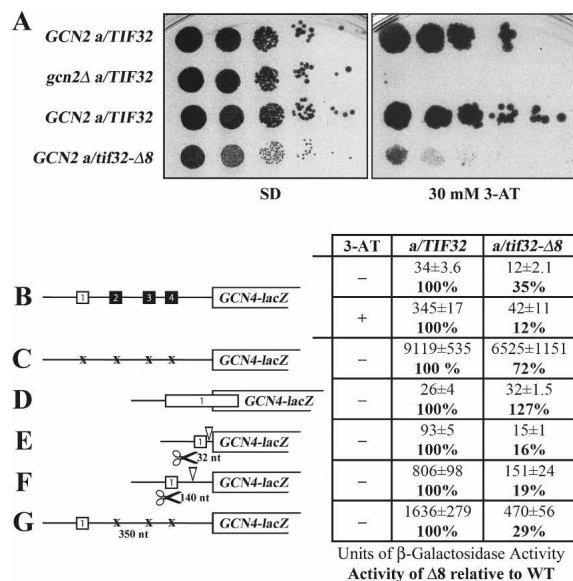 A
GCN2 a/TIF32
gcn2Δ a/TIF32
GCN2 a/TIF32
GCN2 a/tif32-Δ8
SD
30 mM 3-AT
3-AT a/TIF32 a/tif32-Δ8
B 1 2 3 4 GCN4-lacZ
– 34±3.6 12±2.1
100% 35%
+ 345±17 42±11
100% 12%
C x x x x GCN4-lacZ
– 9119±535 6525±1151
100 % 72%
D 1 GCN4-lacZ
– 26±4 32±1.5
100% 127%
E 1 GCN4-lacZ
32 nt
– 93±5 15±1
100% 16%
F 1 GCN4-lacZ
140 nt
– 806±98 151±24
100% 19%
G 1 x x x GCN4-lacZ
350 nt
– 1636±279 470±56
100% 29%
Units of β-Galactosidase Activity
Activity of Δ8 relative to WT